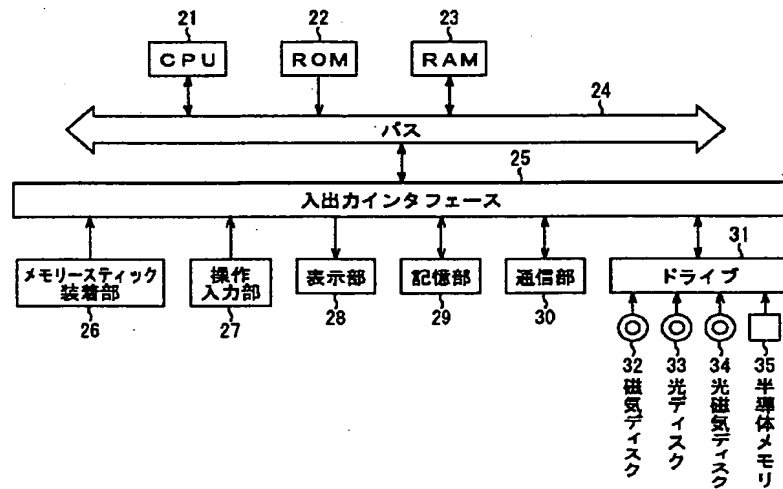 21
22
23
CPU
ROM
RAM
24
バス
25
入出力インタフェース
31
メモリースティック
装着部
操作
入力部
表示部
記憶部
通信部
ドライブ
26
27
28
29
30
32
33
34
35
磁気ディスク
光ディスク
光磁気ディスク
半導体メモリ